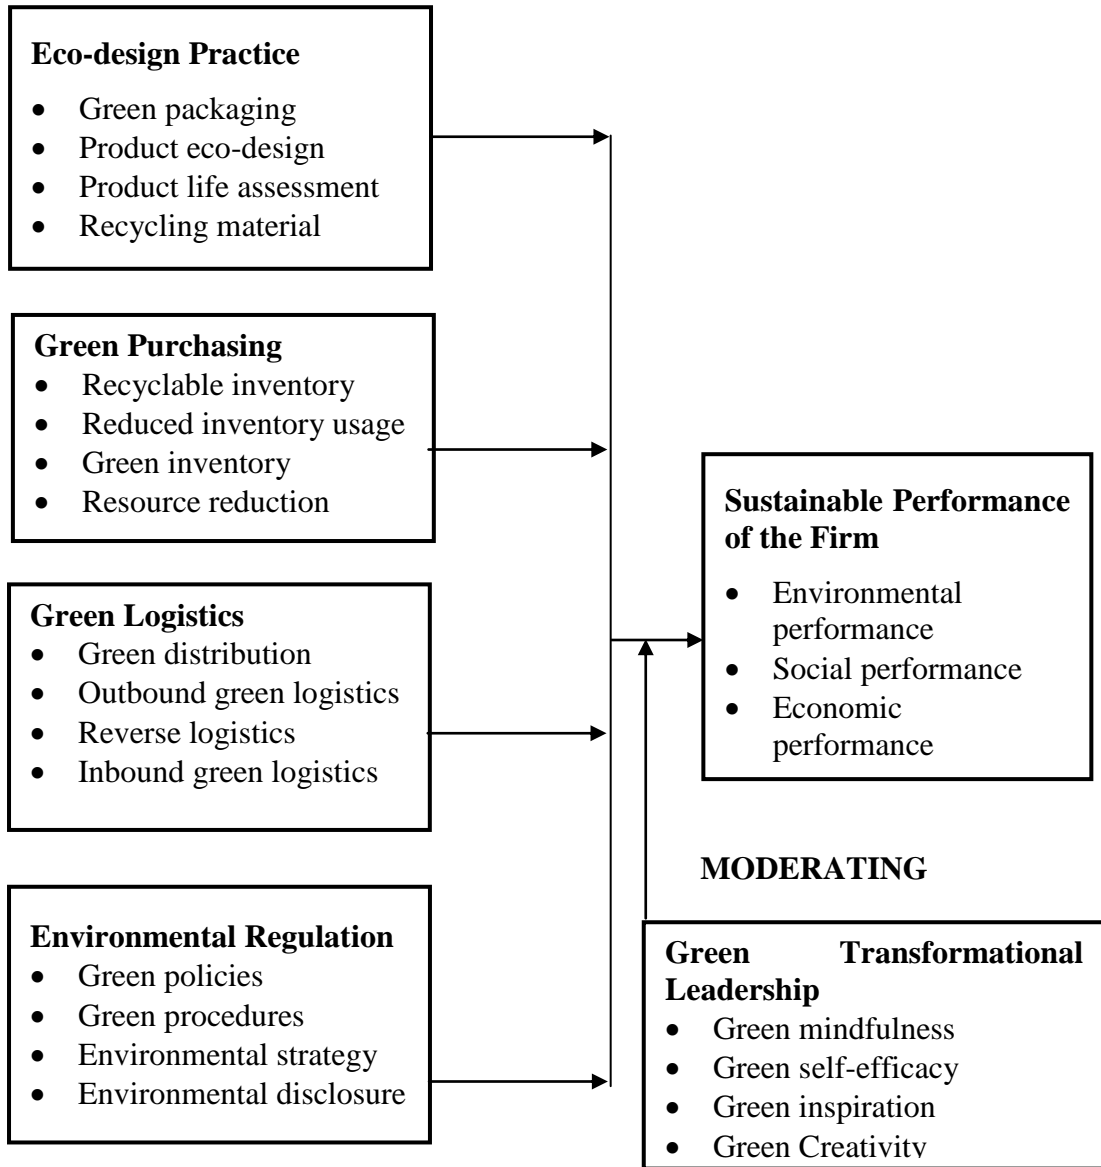 Eco-design Practice
• Green packaging
• Product eco-design
• Product life assessment
• Recycling material
Green Purchasing
• Recyclable inventory
• Reduced inventory usage
• Green inventory
• Resource reduction
Green Logistics
• Green distribution
• Outbound green logistics
• Reverse logistics
• Inbound green logistics
Environmental Regulation
• Green policies
• Green procedures
• Environmental strategy
• Environmental disclosure
Sustainable Performance
of the Firm
• Environmental
performance
• Social performance
• Economic
performance
MODERATING
Green Transformational
Leadership
• Green mindfulness
• Green self-efficacy
• Green inspiration
• Green Creativity